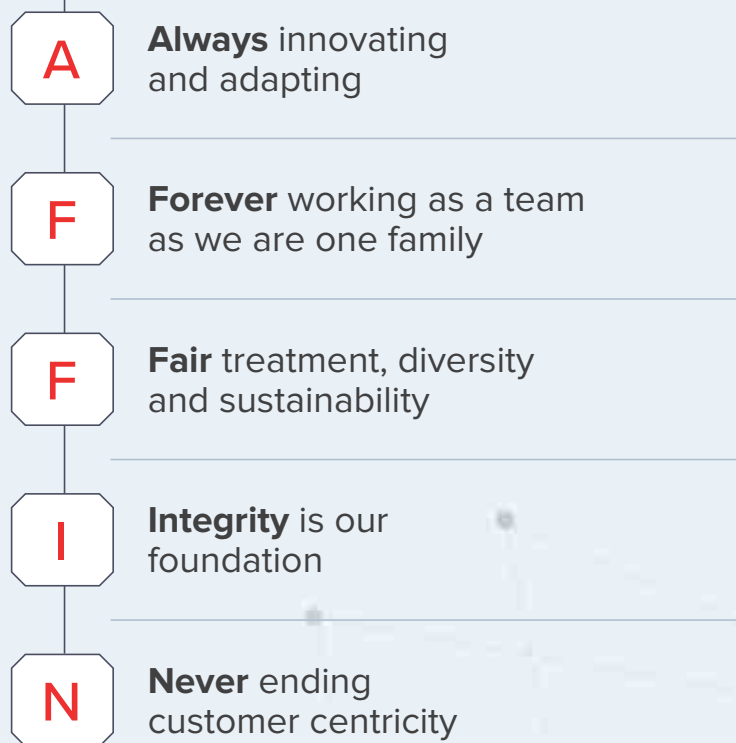 A
Always innovating
and adapting
F
Forever working as a team
as we are one family
F
Fair treatment, diversity
and sustainability
I
Integrity is our
foundation
N
Never ending
customer centricity